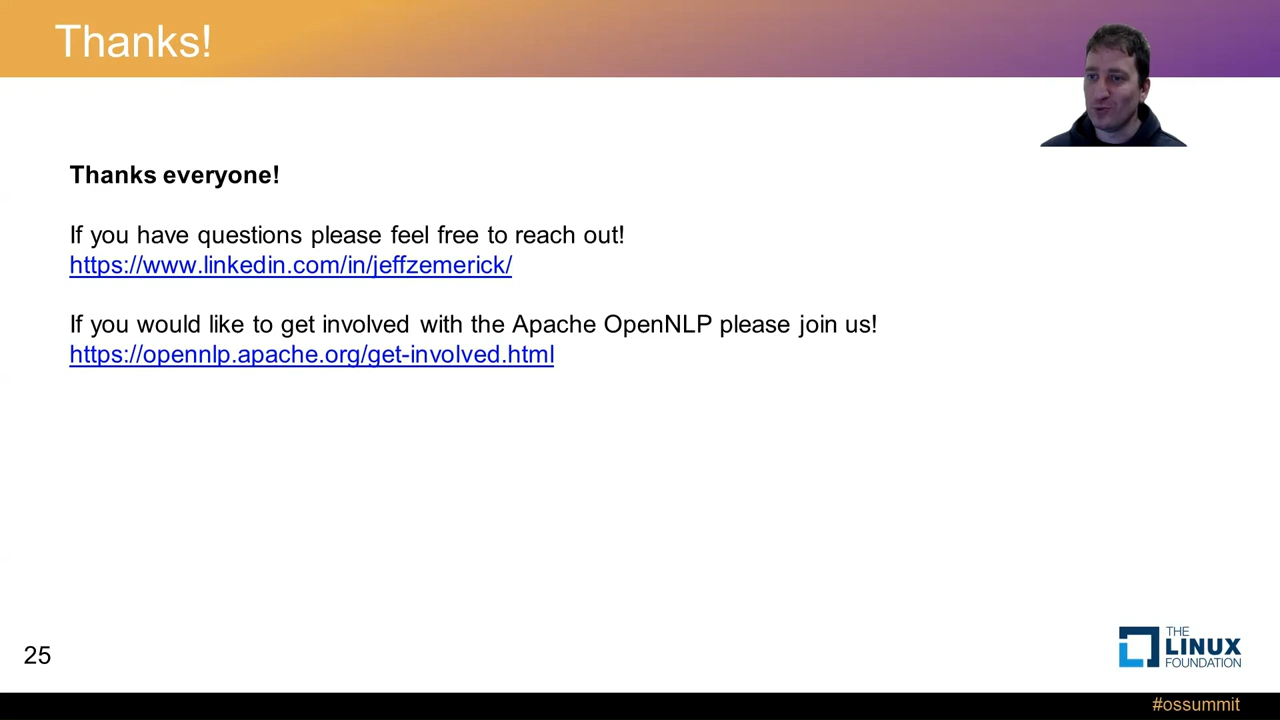 Thanks!
Thanks everyone!
If you have questions please feel free to reach out!
https://www.linkedin.com/in/jeffzemerick/
If you would like to get involved with the Apache OpenNLP please join us!
https://opennlp.apache.org/get-involved.html
25
THE
LINUX
FOUNDATION
#ossummit